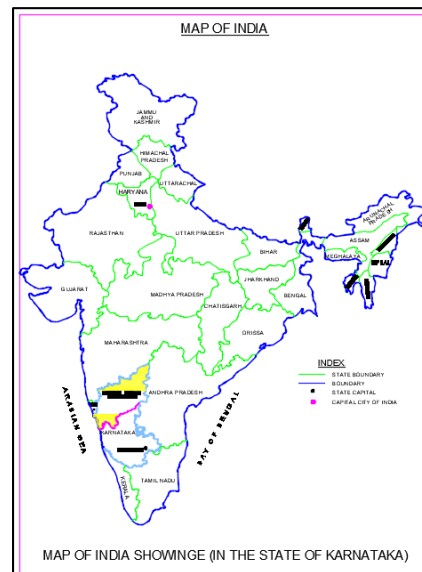 MAP OF INDIA
JAMMU
AND
KASHMIR
HIMACHAL
PRADESH
PUNJAB
UTTARACHAL
HARYANA
ARUNACHAL
PRADESH
RAJASTHAN
UTTAR PRADESH
ASSAM
BIHAR
MEGHALAYA
JHARKHAND
GUJARAT
MADHYA PRADESH
BENGAL
CHATISGARH
ORISSA
MAHARASHTRA
INDEX
STATE BOUNDARY
BOUNDARY
STATE CAPITAL
CAPITAL CITY OF INDIA
ANDHRA PRADESH
ARABIAN SEA
BAY OF BENGAL
KARNATAKA
TAMIL NADU
KERALA
MAP OF INDIA SHOWINGE (IN THE STATE OF KARNATAKA)